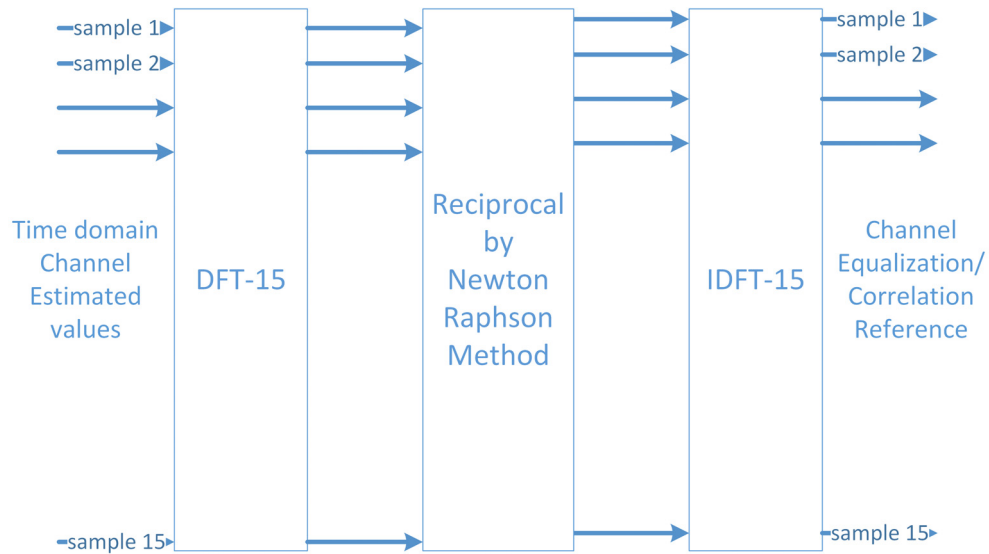 sample 1
sample 2
Time domain
Channel
Estimated
values
sample 15
DFT-15
Reciprocal
by
Newton
Raphson
Method
IDFT-15
sample 1
sample 2
Channel
Equalization/
Correlation
Reference
sample 15